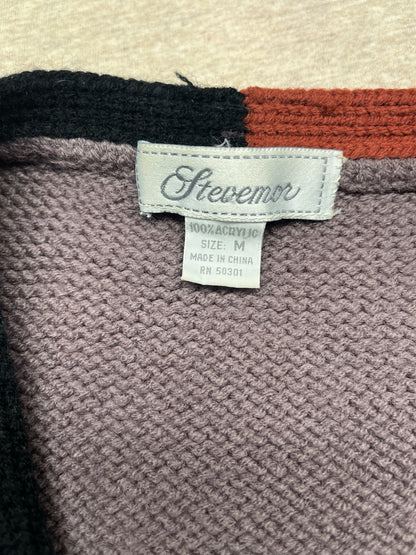 Stevemor
100% ACRYLIC
SIZE: M
MADE IN CHINA
RN 50301